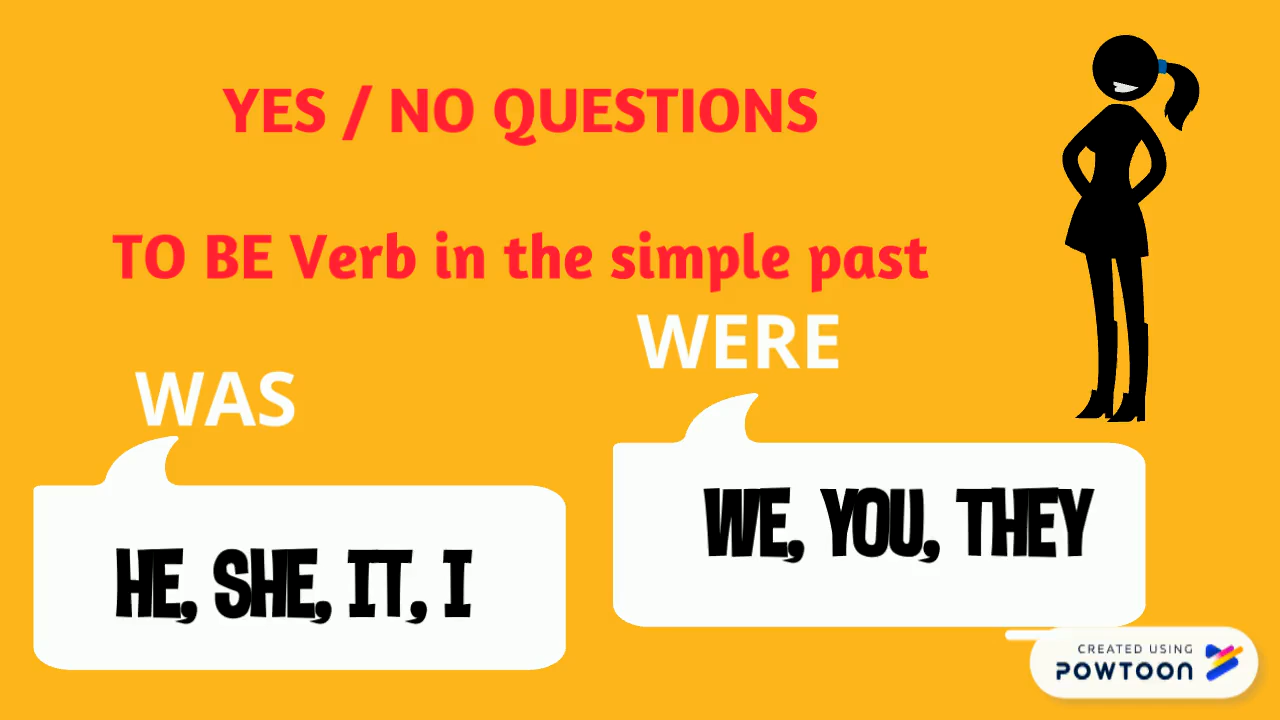 YES / NO QUESTIONS
TO BE Verb in the simple past
WAS
HE, SHE, IT, I
WERE
WE, YOU, THEY
CREATED USING
POWTOON